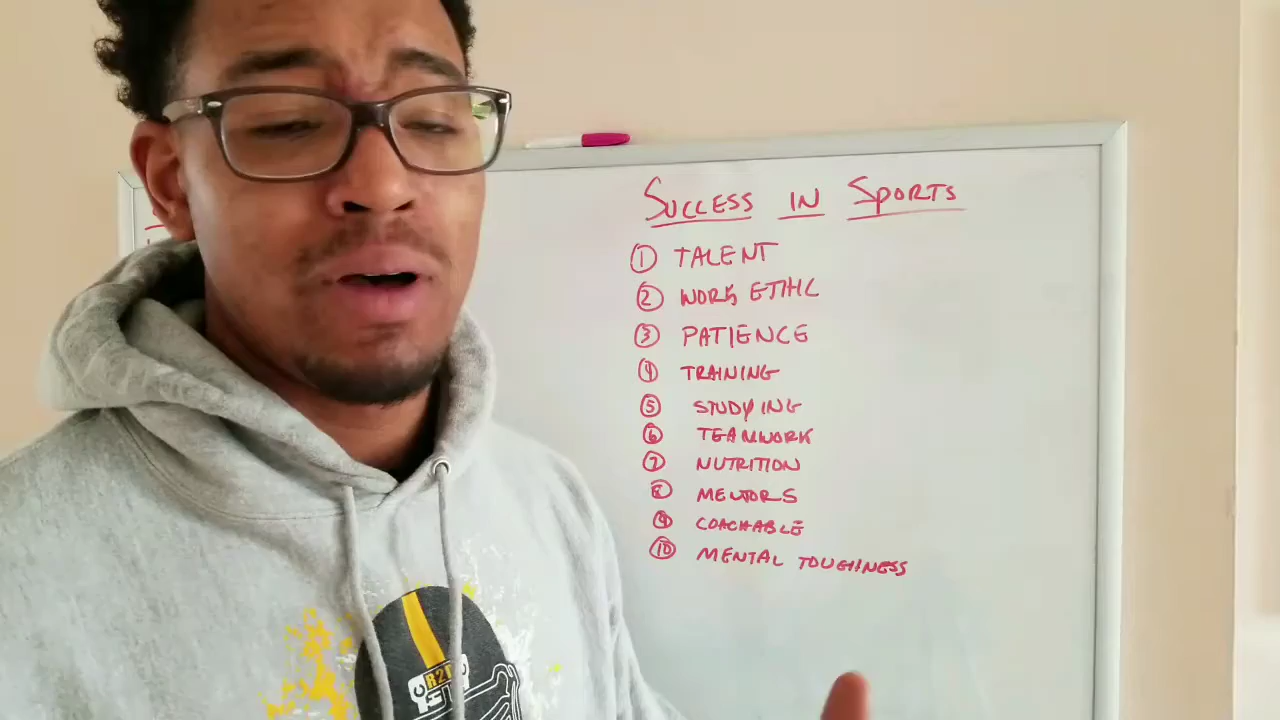 SUCCESS IN SPORTS
① TALENT
② WORK ETHIC
③ PATIENCE
④ TRAINING
⑤ STUDYING
⑥ TEAMWORK
⑦ NUTRITION
⑧ MENTORS
⑨ COACHABLE
⑩ MENTAL TOUGHNESS